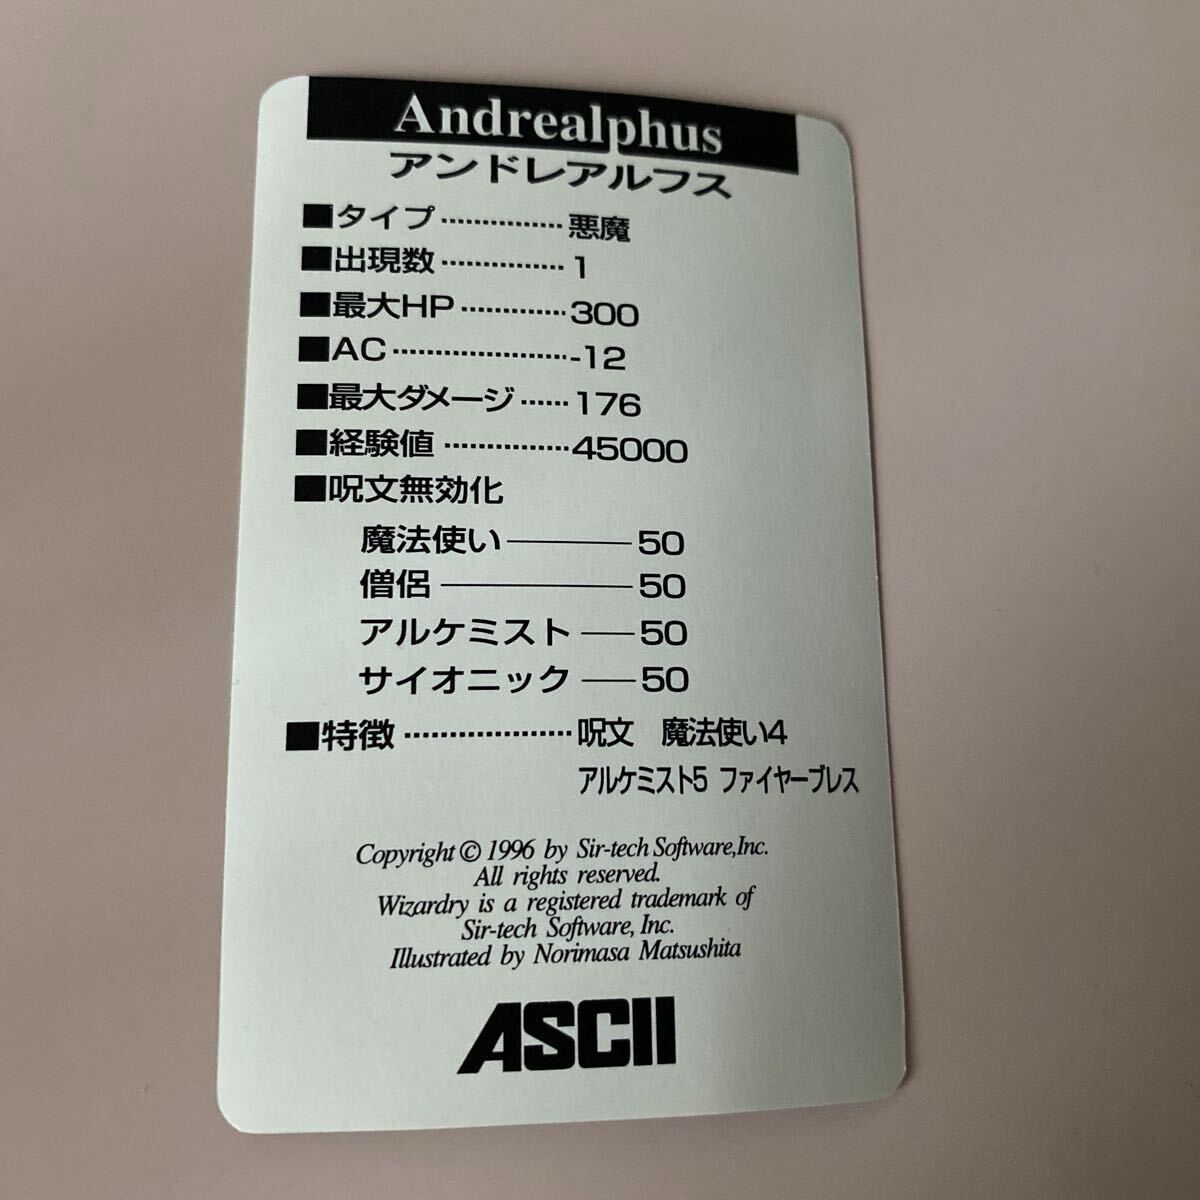 Andrealphus
アンドレアルフス
■タイプ……………悪魔
■出現数……………1
■最大HP…………300
■AC…………………-12
■最大ダメージ……176
■経験値……………45000
■呪文無効化
魔法使い————50
僧侶————————50
アルケミスト——50
サイオニック——50
■特徴…………………呪文　魔法使い4
アルケミスト5 ファイヤーブレス
Copyright © 1996 by Sir-tech Software,Inc.
All rights reserved.
Wizardry is a registered trademark of
Sir-tech Software, Inc.
Illustrated by Norimasa Matsushita
ASCII